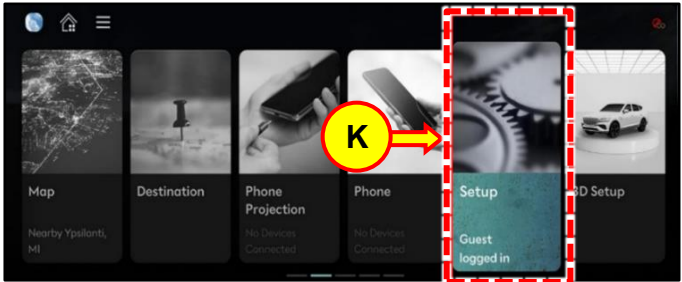 Map
Nearby Ypsilanti,
MI
Destination
Phone
Projection
No Devices
Connected
K
Phone
No Devices
Connected
Setup
Guest
logged in
3D Setup